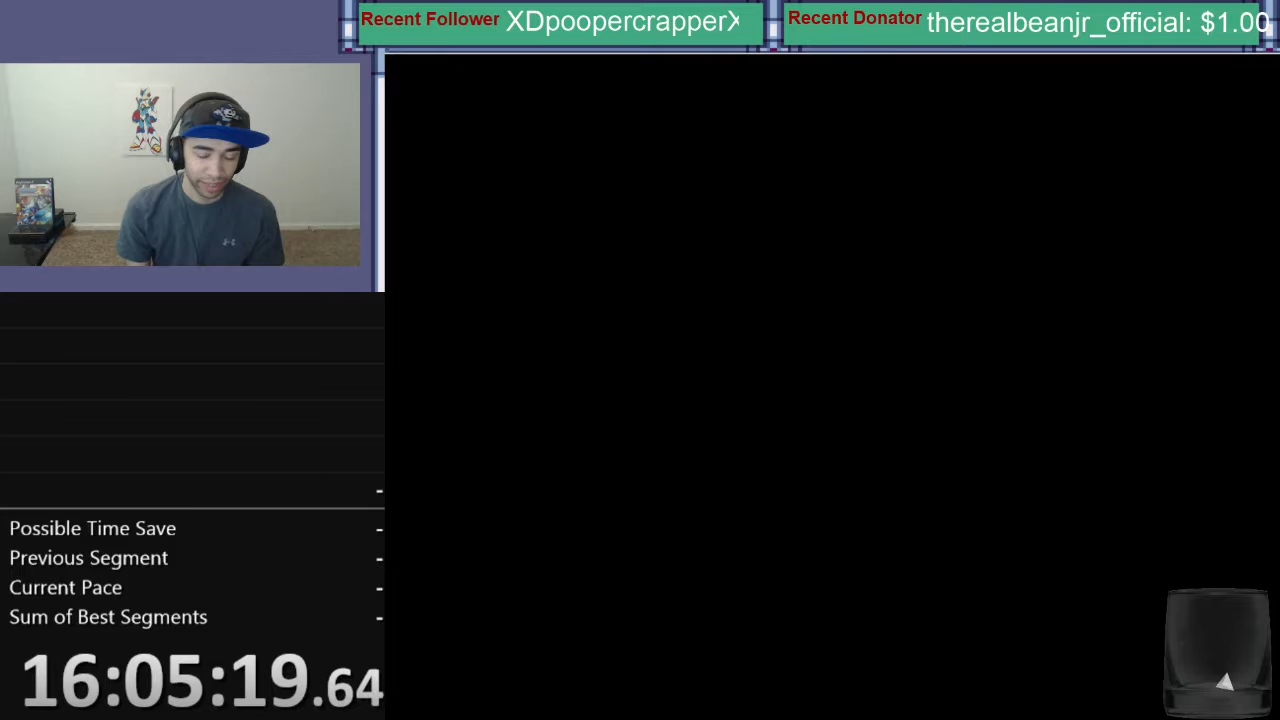 Recent Follower XDpoopercrapperX
Recent Donator therealbeanjr_official: $1.00
-
Possible Time Save -
Previous Segment -
Current Pace -
Sum of Best Segments -
16:05:19.64